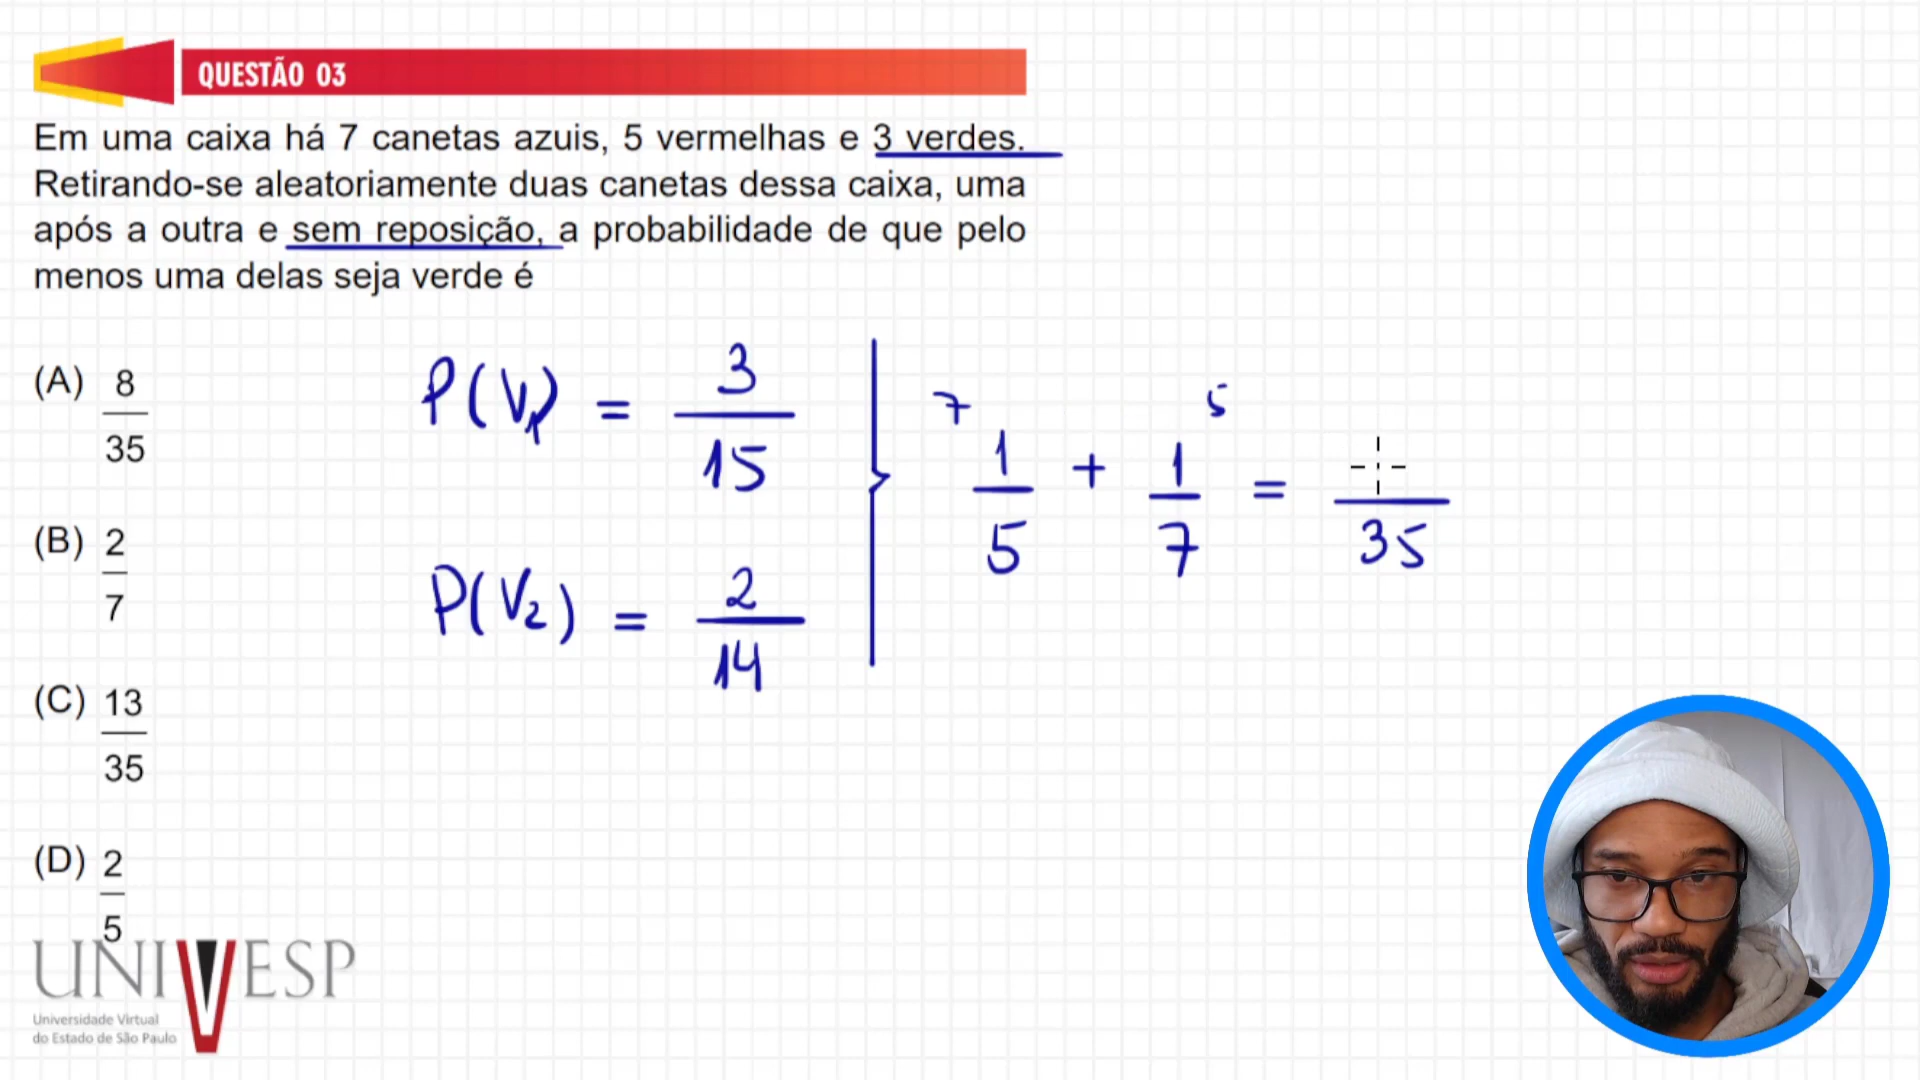 QUESTÃO 03
Em uma caixa há 7 canetas azuis, 5 vermelhas e 3 verdes.
Retirando-se aleatoriamente duas canetas dessa caixa, uma
após a outra e sem reposição, a probabilidade de que pelo
menos uma delas seja verde é
(A) 8/35
(B) 2/7
(C) 13/35
(D) 2/5
P(V1) = 3/15
P(V2) = 2/14
7 5
1/5 + 1/7 = /35
UNIVESP
Universidade Virtual
do Estado de São Paulo